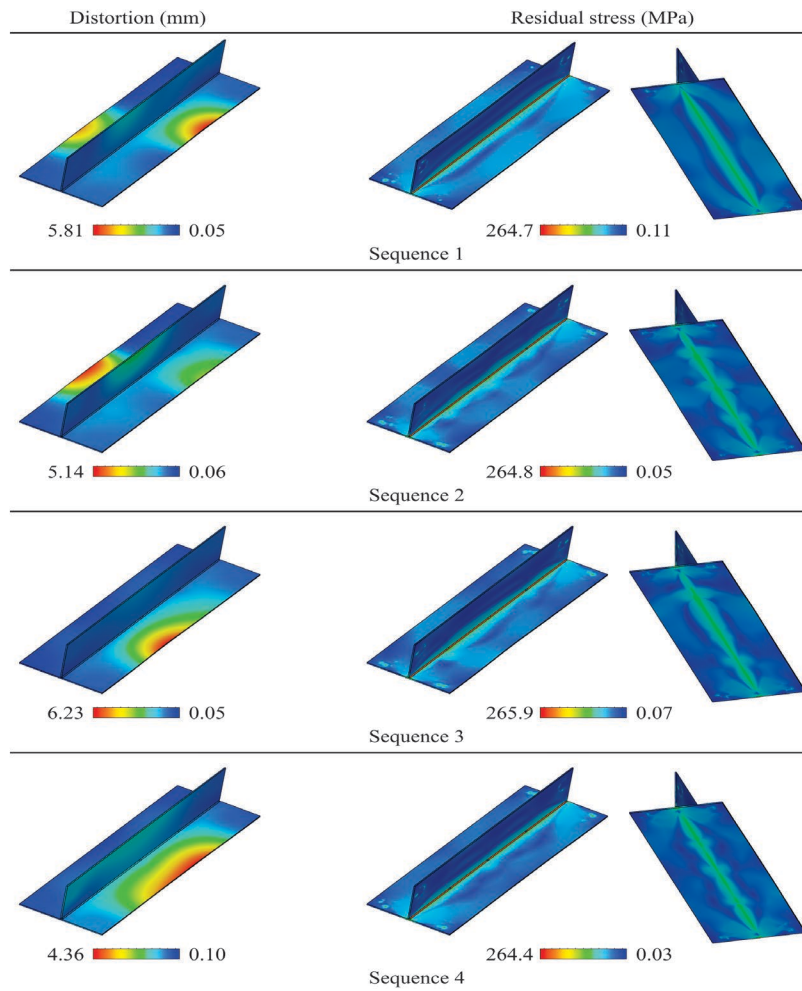 Distortion (mm) Residual stress (MPa)
5.81 0.05 264.7 0.11
Sequence 1
5.14 0.06 264.8 0.05
Sequence 2
6.23 0.05 265.9 0.07
Sequence 3
4.36 0.10 264.4 0.03
Sequence 4